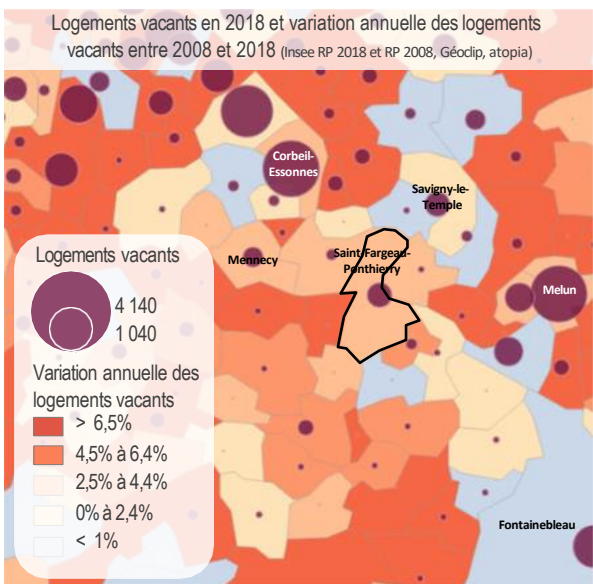 Logements vacants en 2018 et variation annuelle des logements
vacants entre 2008 et 2018 (Insee RP 2018 et RP 2008, Géoclip, atopia)
Corbeil-
Essonnes
Savigny-le-
Temple
Mennecy
Saint-Fargeau-
Ponthierry
Melun
Fontainebleau
Logements vacants
4 140
1 040
Variation annuelle des
logements vacants
> 6,5%
4,5% à 6,4%
2,5% à 4,4%
0% à 2,4%
< 1%